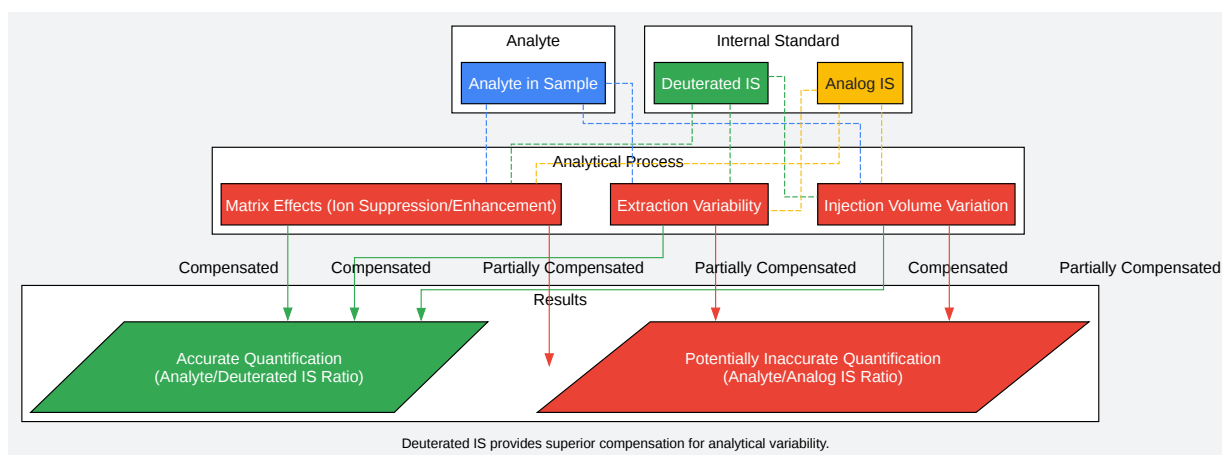 Analyte
Internal Standard
Analyte in Sample
Deuterated IS
Analog IS
Analytical Process
Matrix Effects (Ion Suppression/Enhancement)
Extraction Variability
Injection Volume Variation
Compensated
Compensated
Partially Compensated
Partially Compensated
Compensated
Partially Compensated
Results
Accurate Quantification
(Analyte/Deuterated IS Ratio)
Potentially Inaccurate Quantification
(Analyte/Analog IS Ratio)
Deuterated IS provides superior compensation for analytical variability.